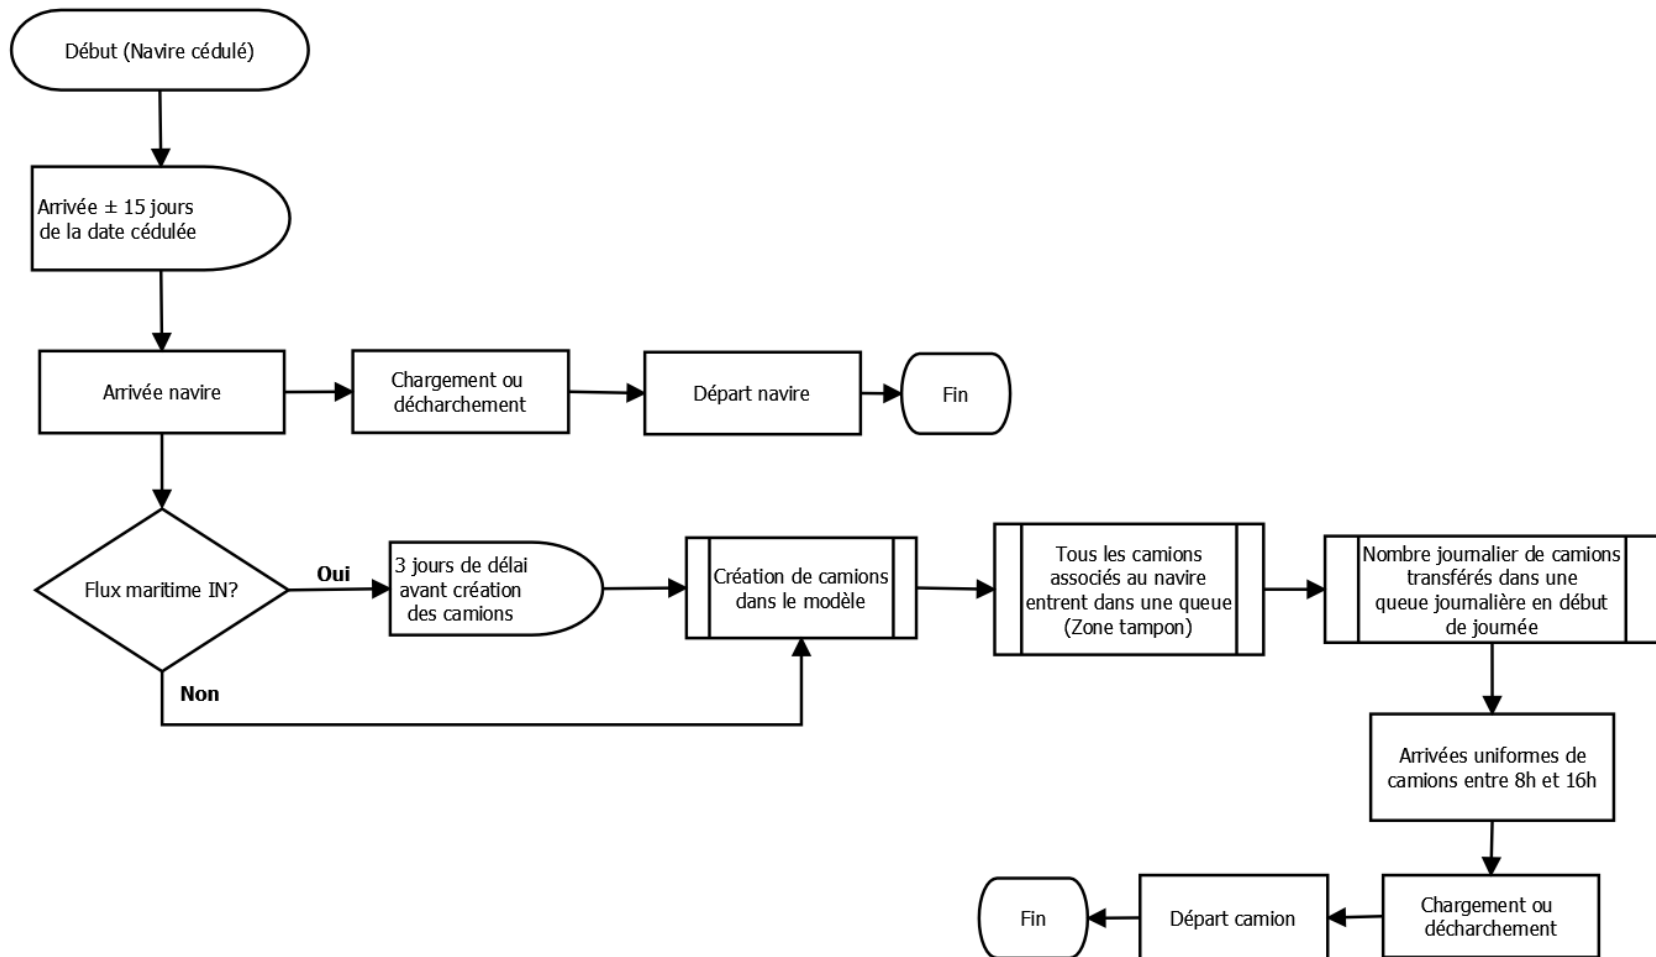 Début (Navire cédulé)
Arrivée ± 15 jours
de la date cédulée
Arrivée navire
Chargement ou
décharchement
Départ navire
Fin
Flux maritime IN?
Oui
3 jours de délai
avant création
des camions
Création de camions
dans le modèle
Tous les camions
associés au navire
entrent dans une queue
(Zone tampon)
Nombre journalier de camions
transférés dans une
queue journalière en début
de journée
Non
Arrivées uniformes de
camions entre 8h et 16h
Chargement ou
décharchement
Départ camion
Fin